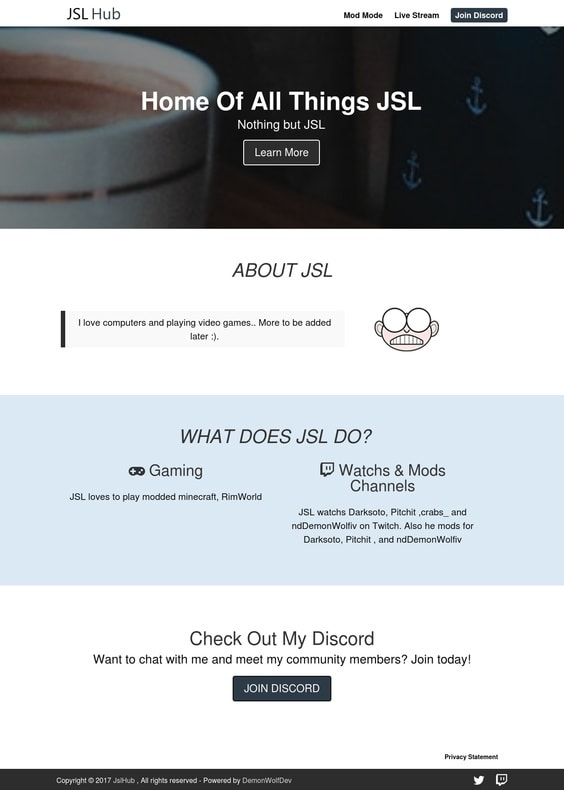 JSL Hub
Mod Mode Live Stream Join Discord
Home Of All Things JSL
Nothing but JSL
Learn More
ABOUT JSL
I love computers and playing video games.. More to be added
later :).
WHAT DOES JSL DO?
Gaming
JSL loves to play modded minecraft, RimWorld
Watchs & Mods
Channels
JSL watchs Darksoto, Pitchit ,crabs_ and
ndDemonWolfiv on Twitch. Also he mods for
Darksoto, Pitchit , and ndDemonWolfiv
Check Out My Discord
Want to chat with me and meet my community members? Join today!
JOIN DISCORD
Privacy Statement
Copyright © 2017 JslHub , All rights reserved - Powered by DemonWolfDev